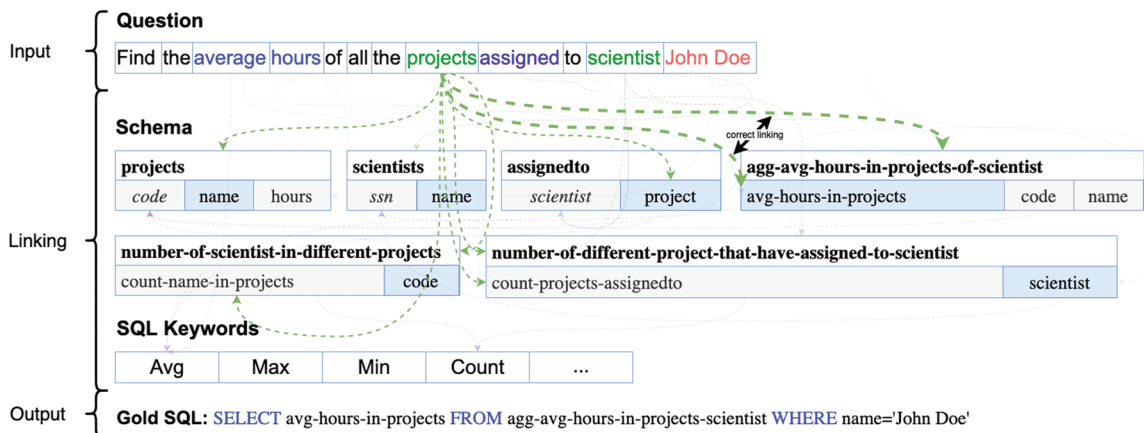 Question
Input
Find the average hours of all the projects assigned to scientist John Doe
Schema
correct linking
projects
scientists
assignedto
agg-avg-hours-in-projects-of-scientist
code name hours
ssn name
scientist project
avg-hours-in-projects code name
Linking
number-of-scientist-in-different-projects
number-of-different-project-that-have-assigned-to-scientist
count-name-in-projects code
count-projects-assignedto scientist
SQL Keywords
Avg Max Min Count ...
Output
Gold SQL: SELECT avg-hours-in-projects FROM agg-avg-hours-in-projects-scientist WHERE name='John Doe'